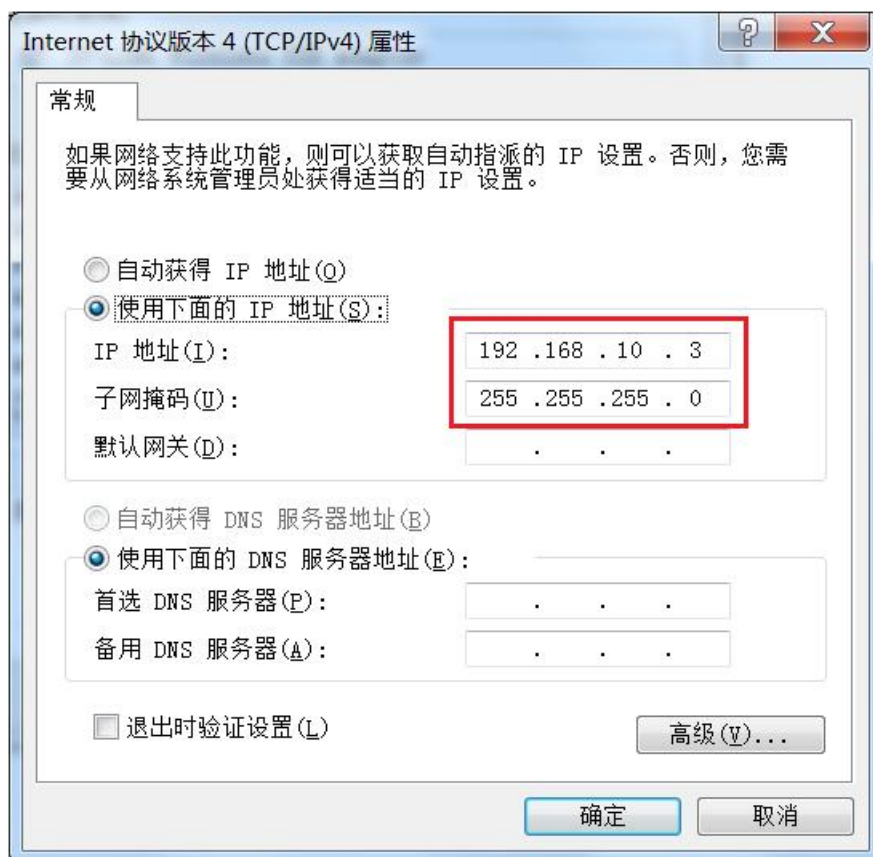 Internet 协议版本 4 (TCP/IPv4) 属性
常规
如果网络支持此功能，则可以获取自动指派的 IP 设置。否则，您需
要从网络系统管理员处获得适当的 IP 设置。
自动获得 IP 地址(O)
使用下面的 IP 地址(S):
IP 地址(I): 192 .168 . 10 . 3
子网掩码(U): 255 .255 .255 . 0
默认网关(D): . . .
自动获得 DNS 服务器地址(B)
使用下面的 DNS 服务器地址(E):
首选 DNS 服务器(P): . . .
备用 DNS 服务器(A): . . .
退出时验证设置(L)
高级(V)...
确定 取消